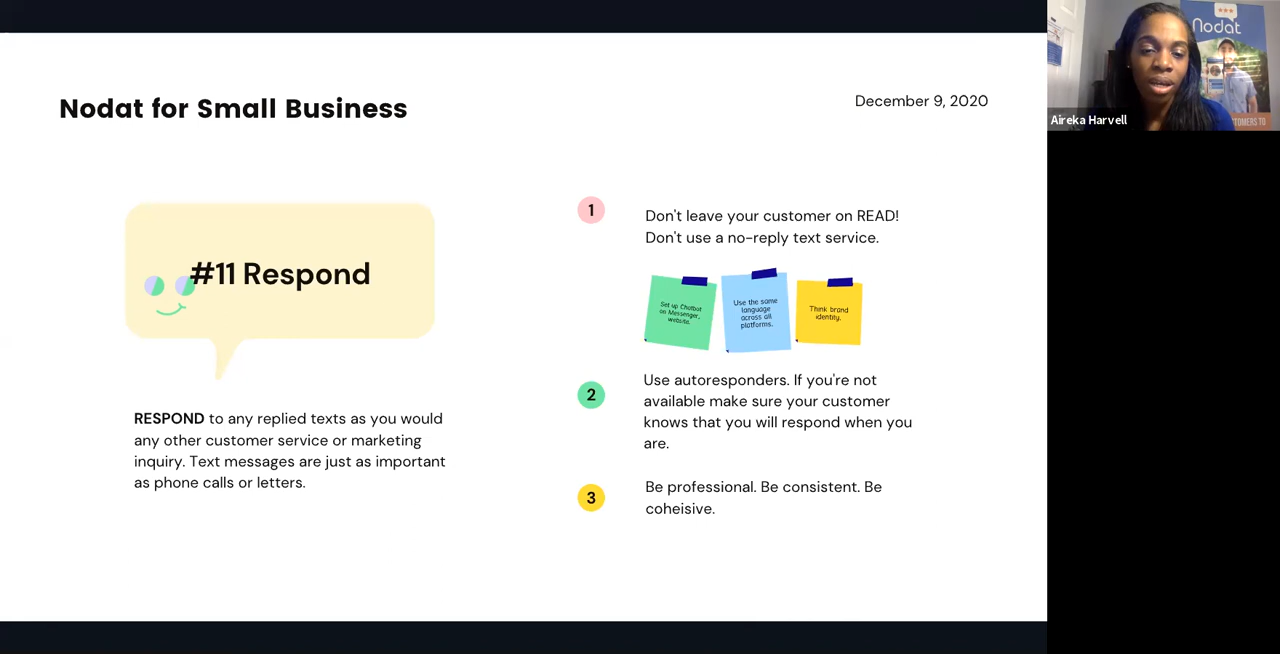 Nodat for Small Business
December 9, 2020
#11 Respond
RESPOND to any replied texts as you would
any other customer service or marketing
inquiry. Text messages are just as important
as phone calls or letters.
1
Don't leave your customer on READ!
Don't use a no-reply text service.
Set up Chatbot
on Messenger,
website.
Use the same
language
across all
platforms.
Think brand
identity.
2
Use autoresponders. If you're not
available make sure your customer
knows that you will respond when you
are.
3
Be professional. Be consistent. Be
coheisive.
Nodat
TOMERS TO
Aireka Harvell